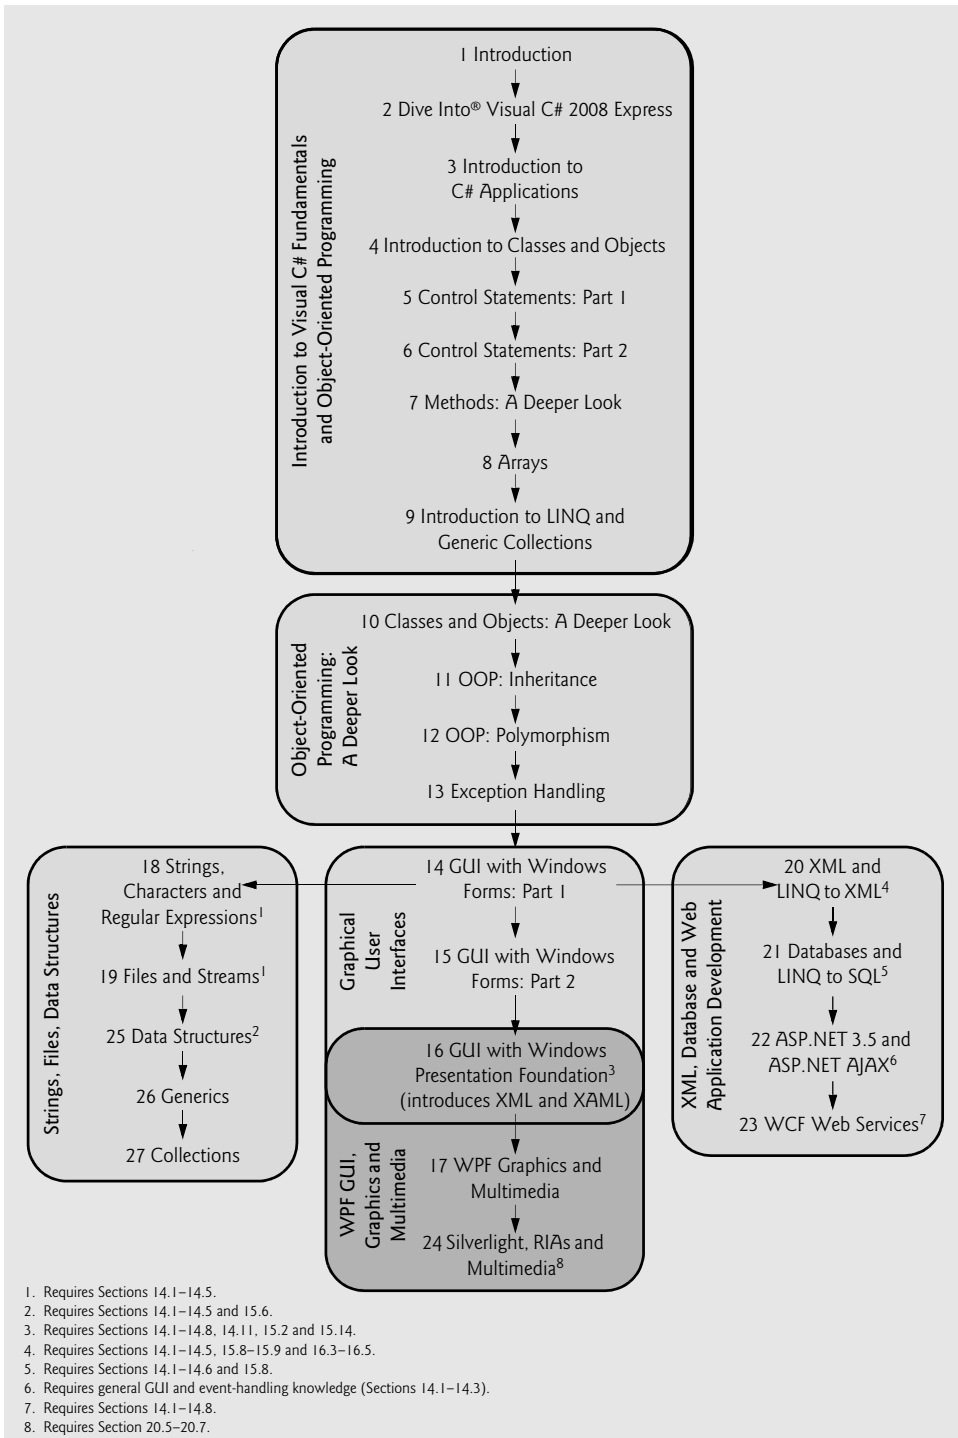 1 Introduction
2 Dive Into® Visual C# 2008 Express
3 Introduction to
C# Applications
4 Introduction to Classes and Objects
5 Control Statements: Part 1
6 Control Statements: Part 2
7 Methods: A Deeper Look
8 Arrays
9 Introduction to LINQ and
Generic Collections
Introduction to Visual C# Fundamentals
and Object-Oriented Programming
10 Classes and Objects: A Deeper Look
11 OOP: Inheritance
12 OOP: Polymorphism
13 Exception Handling
Object-Oriented
Programming:
A Deeper Look
18 Strings,
Characters and
Regular Expressions1
19 Files and Streams1
25 Data Structures2
26 Generics
27 Collections
Strings, Files, Data Structures
14 GUI with Windows
Forms: Part 1
15 GUI with Windows
Forms: Part 2
Graphical
User
Interfaces
16 GUI with Windows
Presentation Foundation3
(introduces XML and XAML)
17 WPF Graphics and
Multimedia
24 Silverlight, RIAs and
Multimedia8
WPF GUI,
Graphics and
Multimedia
20 XML and
LINQ to XML4
21 Databases and
LINQ to SQL5
22 ASP.NET 3.5 and
ASP.NET AJAX6
23 WCF Web Services7
XML, Database and Web
Application Development
1. Requires Sections 14.1–14.5.
2. Requires Sections 14.1–14.5 and 15.6.
3. Requires Sections 14.1–14.8, 14.11, 15.2 and 15.14.
4. Requires Sections 14.1–14.5, 15.8–15.9 and 16.3–16.5.
5. Requires Sections 14.1–14.6 and 15.8.
6. Requires general GUI and event-handling knowledge (Sections 14.1–14.3).
7. Requires Sections 14.1–14.8.
8. Requires Section 20.5–20.7.